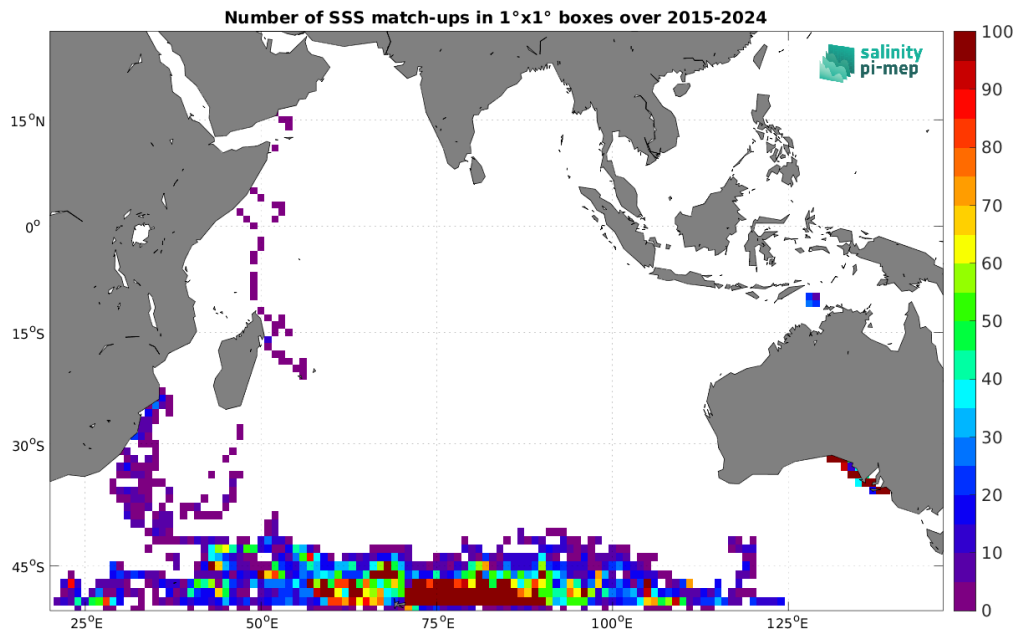 Number of SSS match-ups in 1°x1° boxes over 2015-2024
salinity
pi-mep
15°N
0°
15°S
30°S
45°S
25°E
50°E
75°E
100°E
125°E
100
90
80
70
60
50
40
30
20
10
0